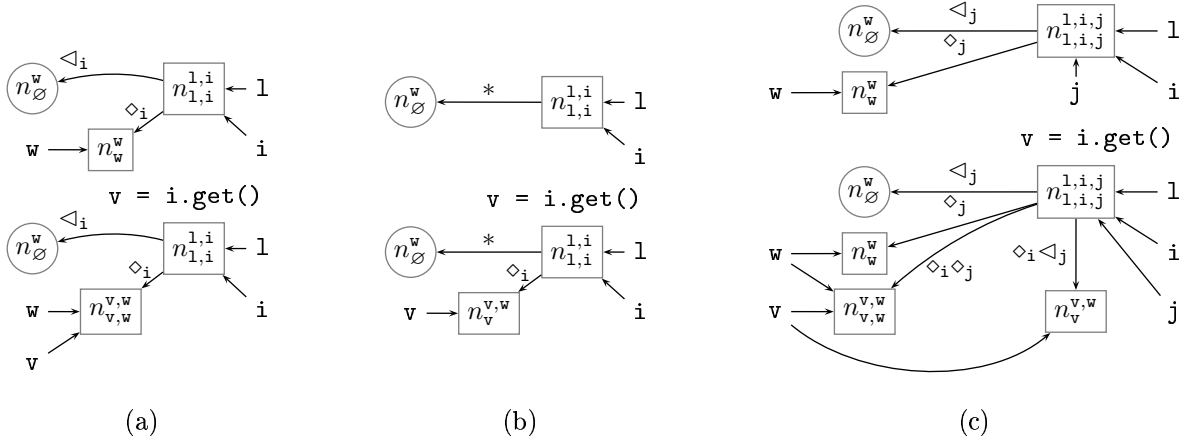 ◁ᵢ
n^w_∅ n^{l,i}_{l,i} l
◇ᵢ
w n^w_w i
v = i.get()
◁ᵢ
n^w_∅ n^{l,i}_{l,i} l
◇ᵢ
w n^{v,w}_{v,w} i
v
(a)
*
n^w_∅ n^{l,i}_{l,i} l
i
v = i.get()
*
n^w_∅ n^{l,i}_{l,i} l
◇ᵢ
v n^{v,w}_v i
(b)
◁ⱼ
n^w_∅ n^{l,i,j}_{l,i,j} l
◇ⱼ
w n^w_w j i
v = i.get()
◁ⱼ
n^w_∅ n^{l,i,j}_{l,i,j} l
◇ⱼ
w n^w_w ◇ᵢ◁ⱼ i
◇ᵢ◇ⱼ
v n^{v,w}_{v,w} n^{v,w}_v j
(c)